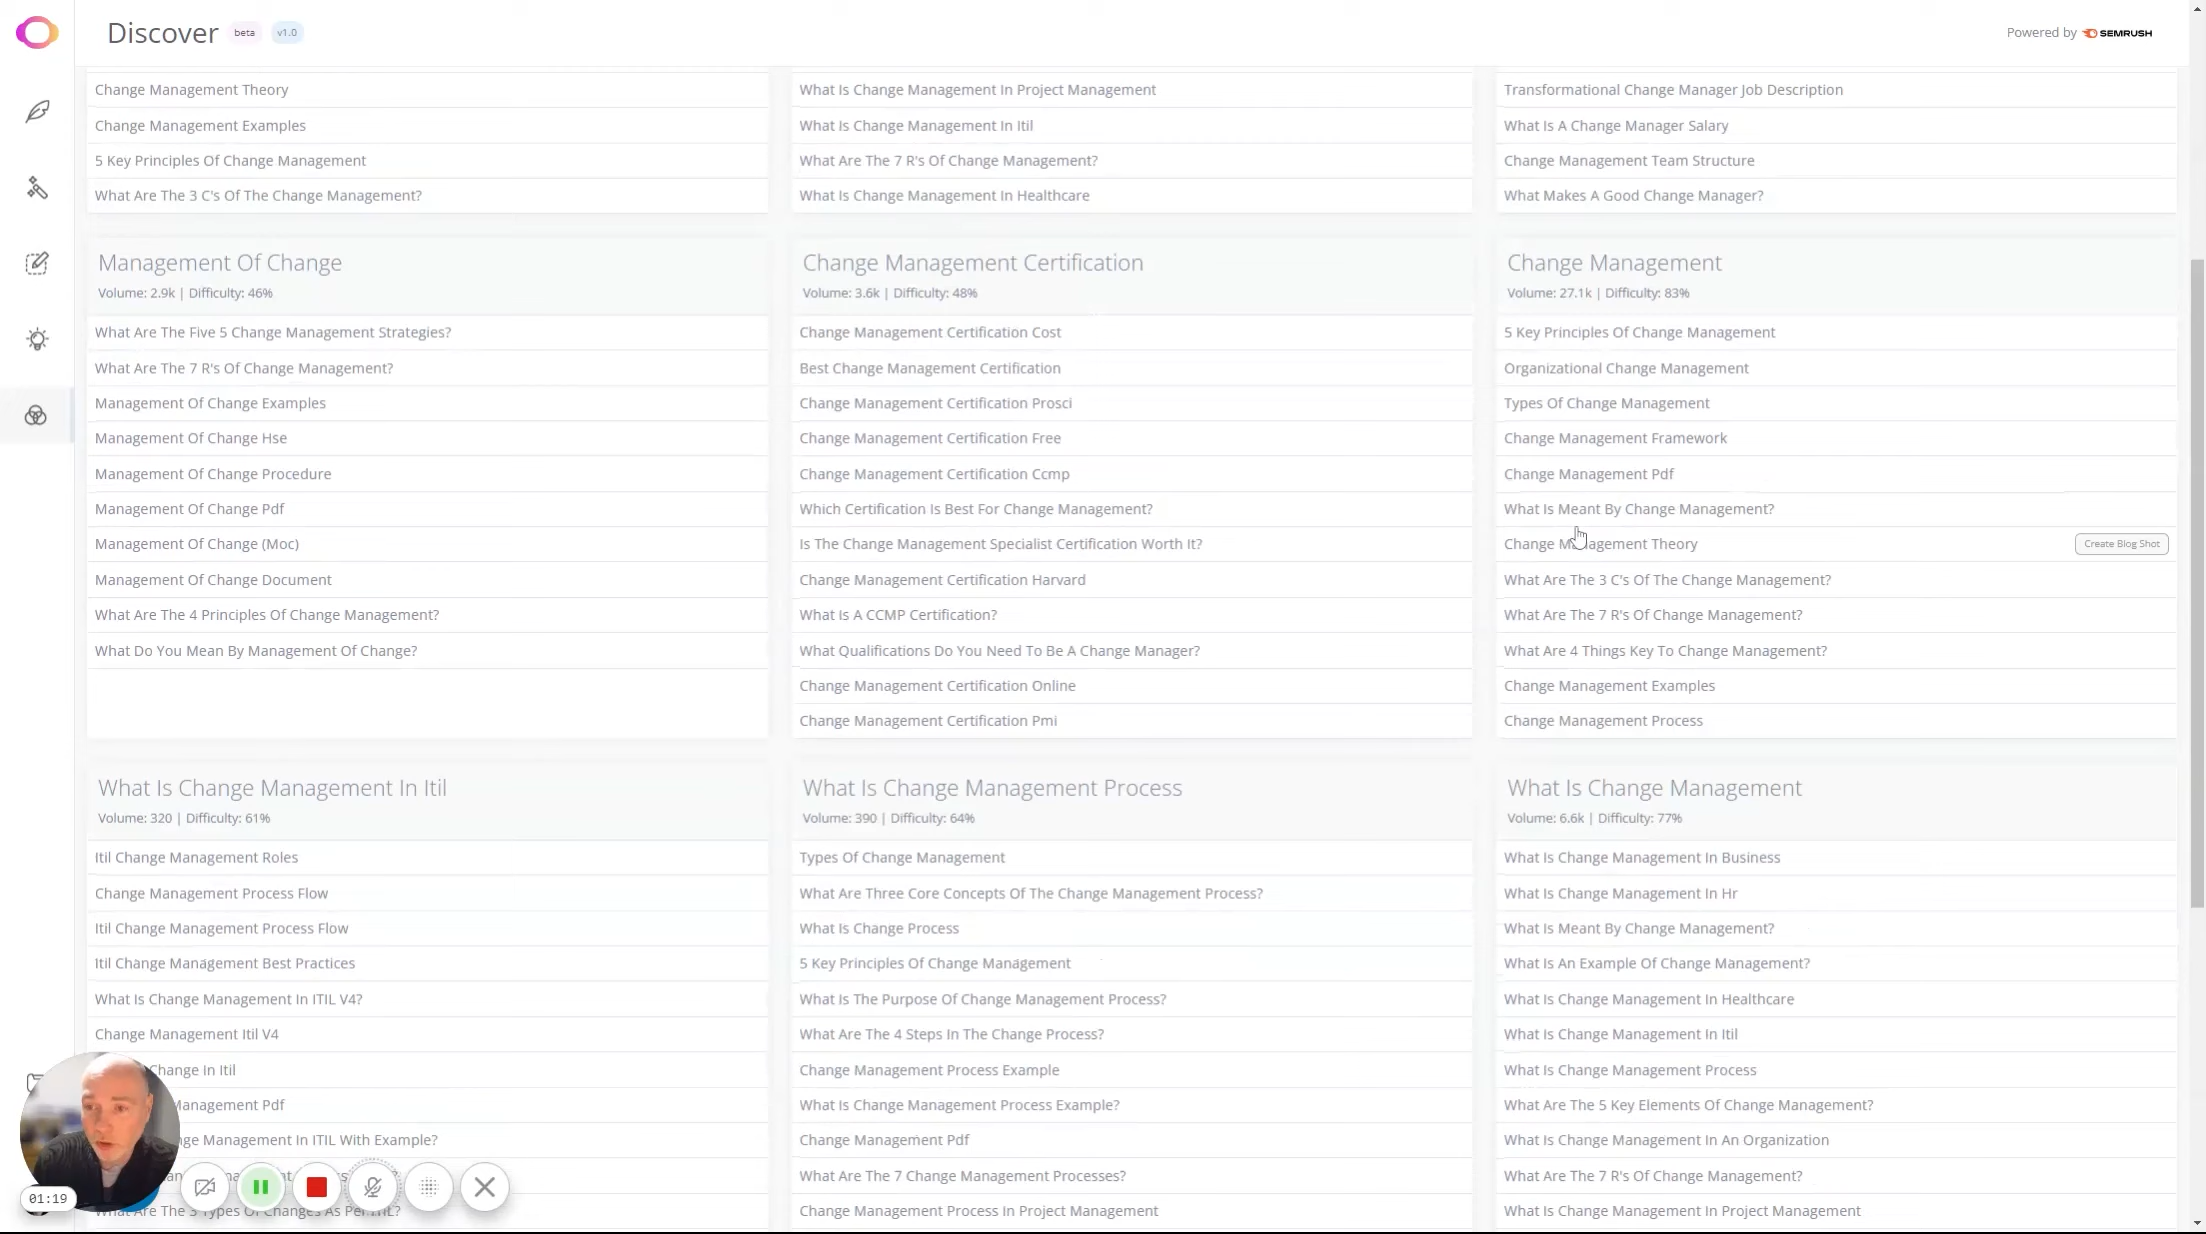 Discover beta v1.0
Powered by SEMRUSH
Change Management Theory
Change Management Examples
5 Key Principles Of Change Management
What Are The 3 C's Of The Change Management?
What Is Change Management In Project Management
What Is Change Management In Itil
What Are The 7 R's Of Change Management?
What Is Change Management In Healthcare
Transformational Change Manager Job Description
What Is A Change Manager Salary
Change Management Team Structure
What Makes A Good Change Manager?
Management Of Change
Volume: 2.9k | Difficulty: 46%
What Are The Five 5 Change Management Strategies?
What Are The 7 R's Of Change Management?
Management Of Change Examples
Management Of Change Hse
Management Of Change Procedure
Management Of Change Pdf
Management Of Change (Moc)
Management Of Change Document
What Are The 4 Principles Of Change Management?
What Do You Mean By Management Of Change?
Change Management Certification
Volume: 3.6k | Difficulty: 48%
Change Management Certification Cost
Best Change Management Certification
Change Management Certification Prosci
Change Management Certification Free
Change Management Certification Ccmp
Which Certification Is Best For Change Management?
Is The Change Management Specialist Certification Worth It?
Change Management Certification Harvard
What Is A CCMP Certification?
What Qualifications Do You Need To Be A Change Manager?
Change Management Certification Online
Change Management Certification Pmi
Change Management
Volume: 27.1k | Difficulty: 83%
5 Key Principles Of Change Management
Organizational Change Management
Types Of Change Management
Change Management Framework
Change Management Pdf
What Is Meant By Change Management?
Change Management Theory
Create Blog Shot
What Are The 3 C's Of The Change Management?
What Are The 7 R's Of Change Management?
What Are 4 Things Key To Change Management?
Change Management Examples
Change Management Process
What Is Change Management In Itil
Volume: 320 | Difficulty: 61%
Itil Change Management Roles
Change Management Process Flow
Itil Change Management Process Flow
Itil Change Management Best Practices
What Is Change Management In ITIL V4?
Change Management Itil V4
Change In Itil
Management Pdf
nge Management In ITIL With Example?
What Are The 3 Types Of Changes As Per ITIL?
What Is Change Management Process
Volume: 390 | Difficulty: 64%
Types Of Change Management
What Are Three Core Concepts Of The Change Management Process?
What Is Change Process
5 Key Principles Of Change Management
What Is The Purpose Of Change Management Process?
What Are The 4 Steps In The Change Process?
Change Management Process Example
What Is Change Management Process Example?
Change Management Pdf
What Are The 7 Change Management Processes?
Change Management Process In Project Management
What Is Change Management
Volume: 6.6k | Difficulty: 77%
What Is Change Management In Business
What Is Change Management In Hr
What Is Meant By Change Management?
What Is An Example Of Change Management?
What Is Change Management In Healthcare
What Is Change Management In Itil
What Is Change Management Process
What Are The 5 Key Elements Of Change Management?
What Is Change Management In An Organization
What Are The 7 R's Of Change Management?
What Is Change Management In Project Management
01:19